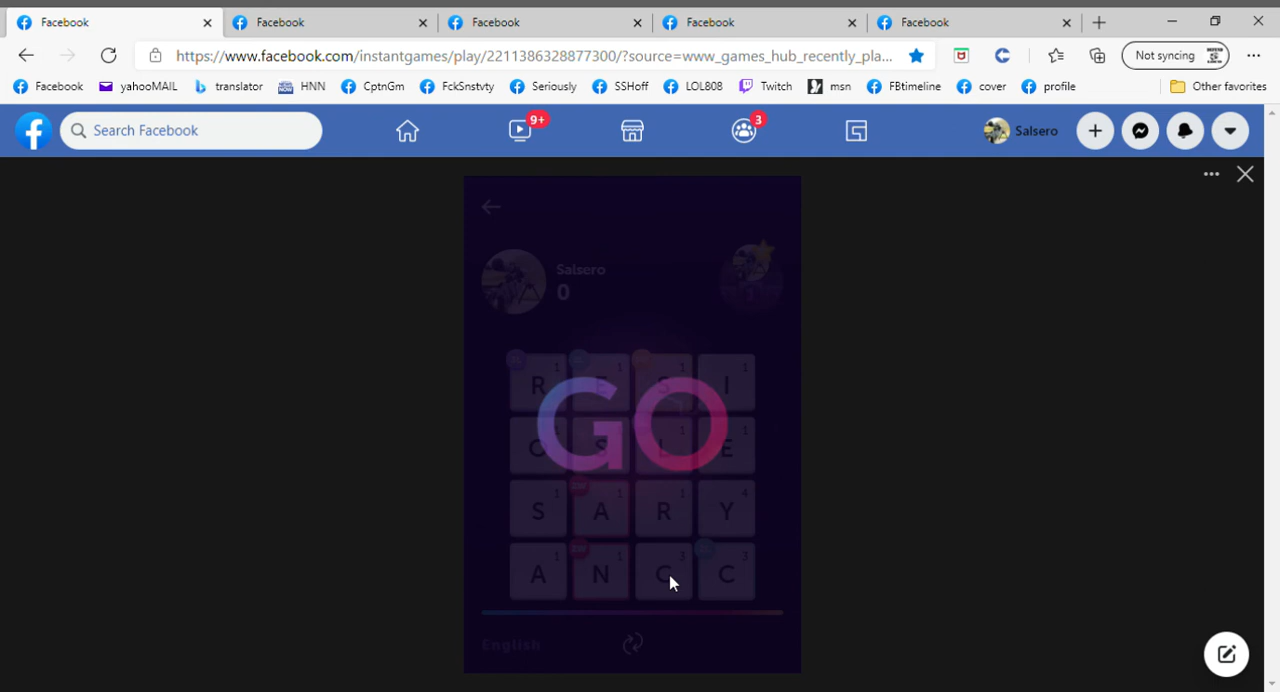 Facebook Facebook Facebook Facebook Facebook
https://www.facebook.com/instantgames/play/2211386328877300/?source=www_games_hub_recently_pla... Not syncing
Facebook yahooMAIL translator HNN CptnGm FckSnstvty Seriously SSHoff LOL808 Twitch msn FBtimeline cover profile Other favorites
Search Facebook 9+ 3 Salsero
Salsero
0
R E S I
GO
O S L E
S A R Y
A N C C
English